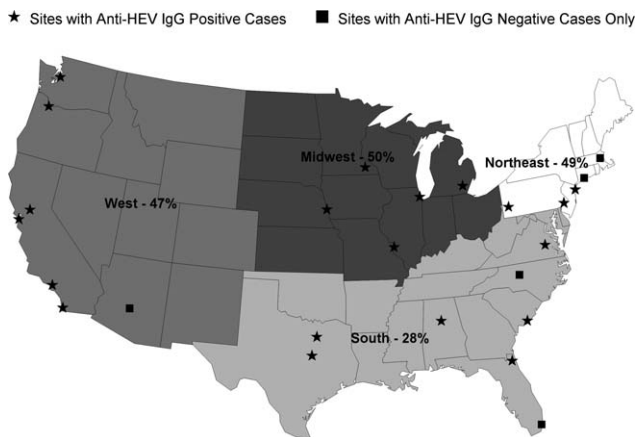 Sites with Anti-HEV IgG Positive Cases
Sites with Anti-HEV IgG Negative Cases Only
Midwest - 50%
Northeast - 49%
West - 47%
South - 28%